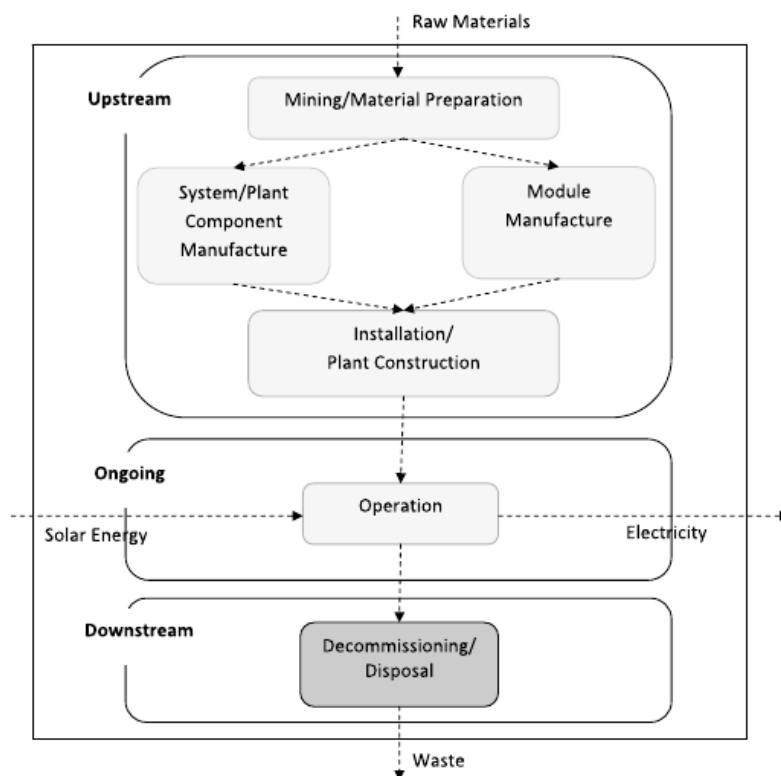 Raw Materials
Upstream
Mining/Material Preparation
System/Plant
Component
Manufacture
Module
Manufacture
Installation/
Plant Construction
Ongoing
Operation
Solar Energy
Electricity
Downstream
Decommissioning/
Disposal
Waste